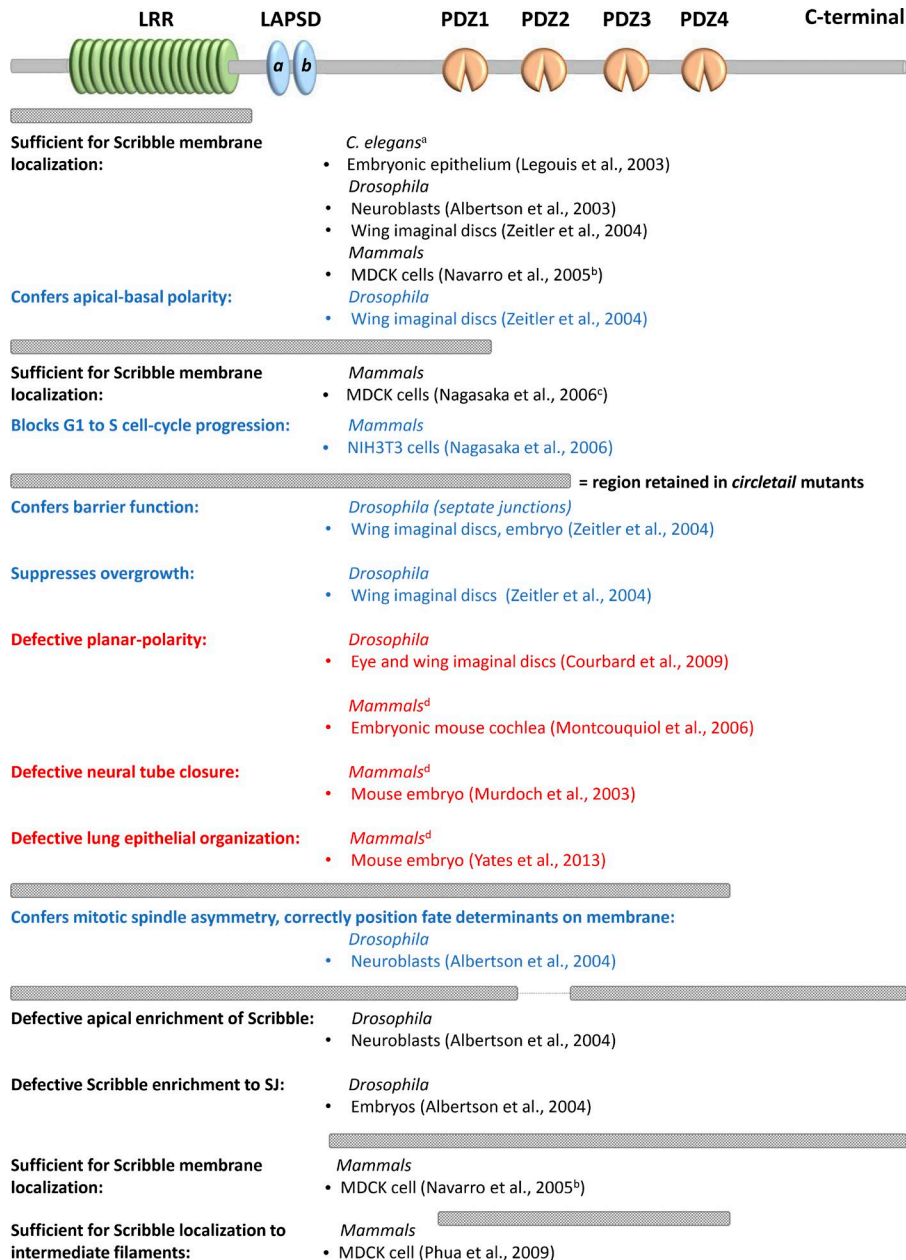 LRR LAPSD PDZ1 PDZ2 PDZ3 PDZ4 C-terminal
a b
Sufficient for Scribble membrane localization:
C. elegansᵃ
• Embryonic epithelium (Legouis et al., 2003)
Drosophila
• Neuroblasts (Albertson et al., 2003)
• Wing imaginal discs (Zeitler et al., 2004)
Mammals
• MDCK cells (Navarro et al., 2005ᵇ)
Confers apical-basal polarity: Drosophila
• Wing imaginal discs (Zeitler et al., 2004)
Sufficient for Scribble membrane localization:
Mammals
• MDCK cells (Nagasaka et al., 2006ᶜ)
Blocks G1 to S cell-cycle progression: Mammals
• NIH3T3 cells (Nagasaka et al., 2006)
= region retained in circletail mutants
Confers barrier function: Drosophila (septate junctions)
• Wing imaginal discs, embryo (Zeitler et al., 2004)
Suppresses overgrowth: Drosophila
• Wing imaginal discs (Zeitler et al., 2004)
Defective planar-polarity: Drosophila
• Eye and wing imaginal discs (Courbard et al., 2009)
Mammalsᵈ
• Embryonic mouse cochlea (Montcouquiol et al., 2006)
Defective neural tube closure: Mammalsᵈ
• Mouse embryo (Murdoch et al., 2003)
Defective lung epithelial organization: Mammalsᵈ
• Mouse embryo (Yates et al., 2013)
Confers mitotic spindle asymmetry, correctly position fate determinants on membrane:
Drosophila
• Neuroblasts (Albertson et al., 2004)
Defective apical enrichment of Scribble: Drosophila
• Neuroblasts (Albertson et al., 2004)
Defective Scribble enrichment to SJ: Drosophila
• Embryos (Albertson et al., 2004)
Sufficient for Scribble membrane localization:
Mammals
• MDCK cell (Navarro et al., 2005ᵇ)
Sufficient for Scribble localization to intermediate filaments:
Mammals
• MDCK cell (Phua et al., 2009)